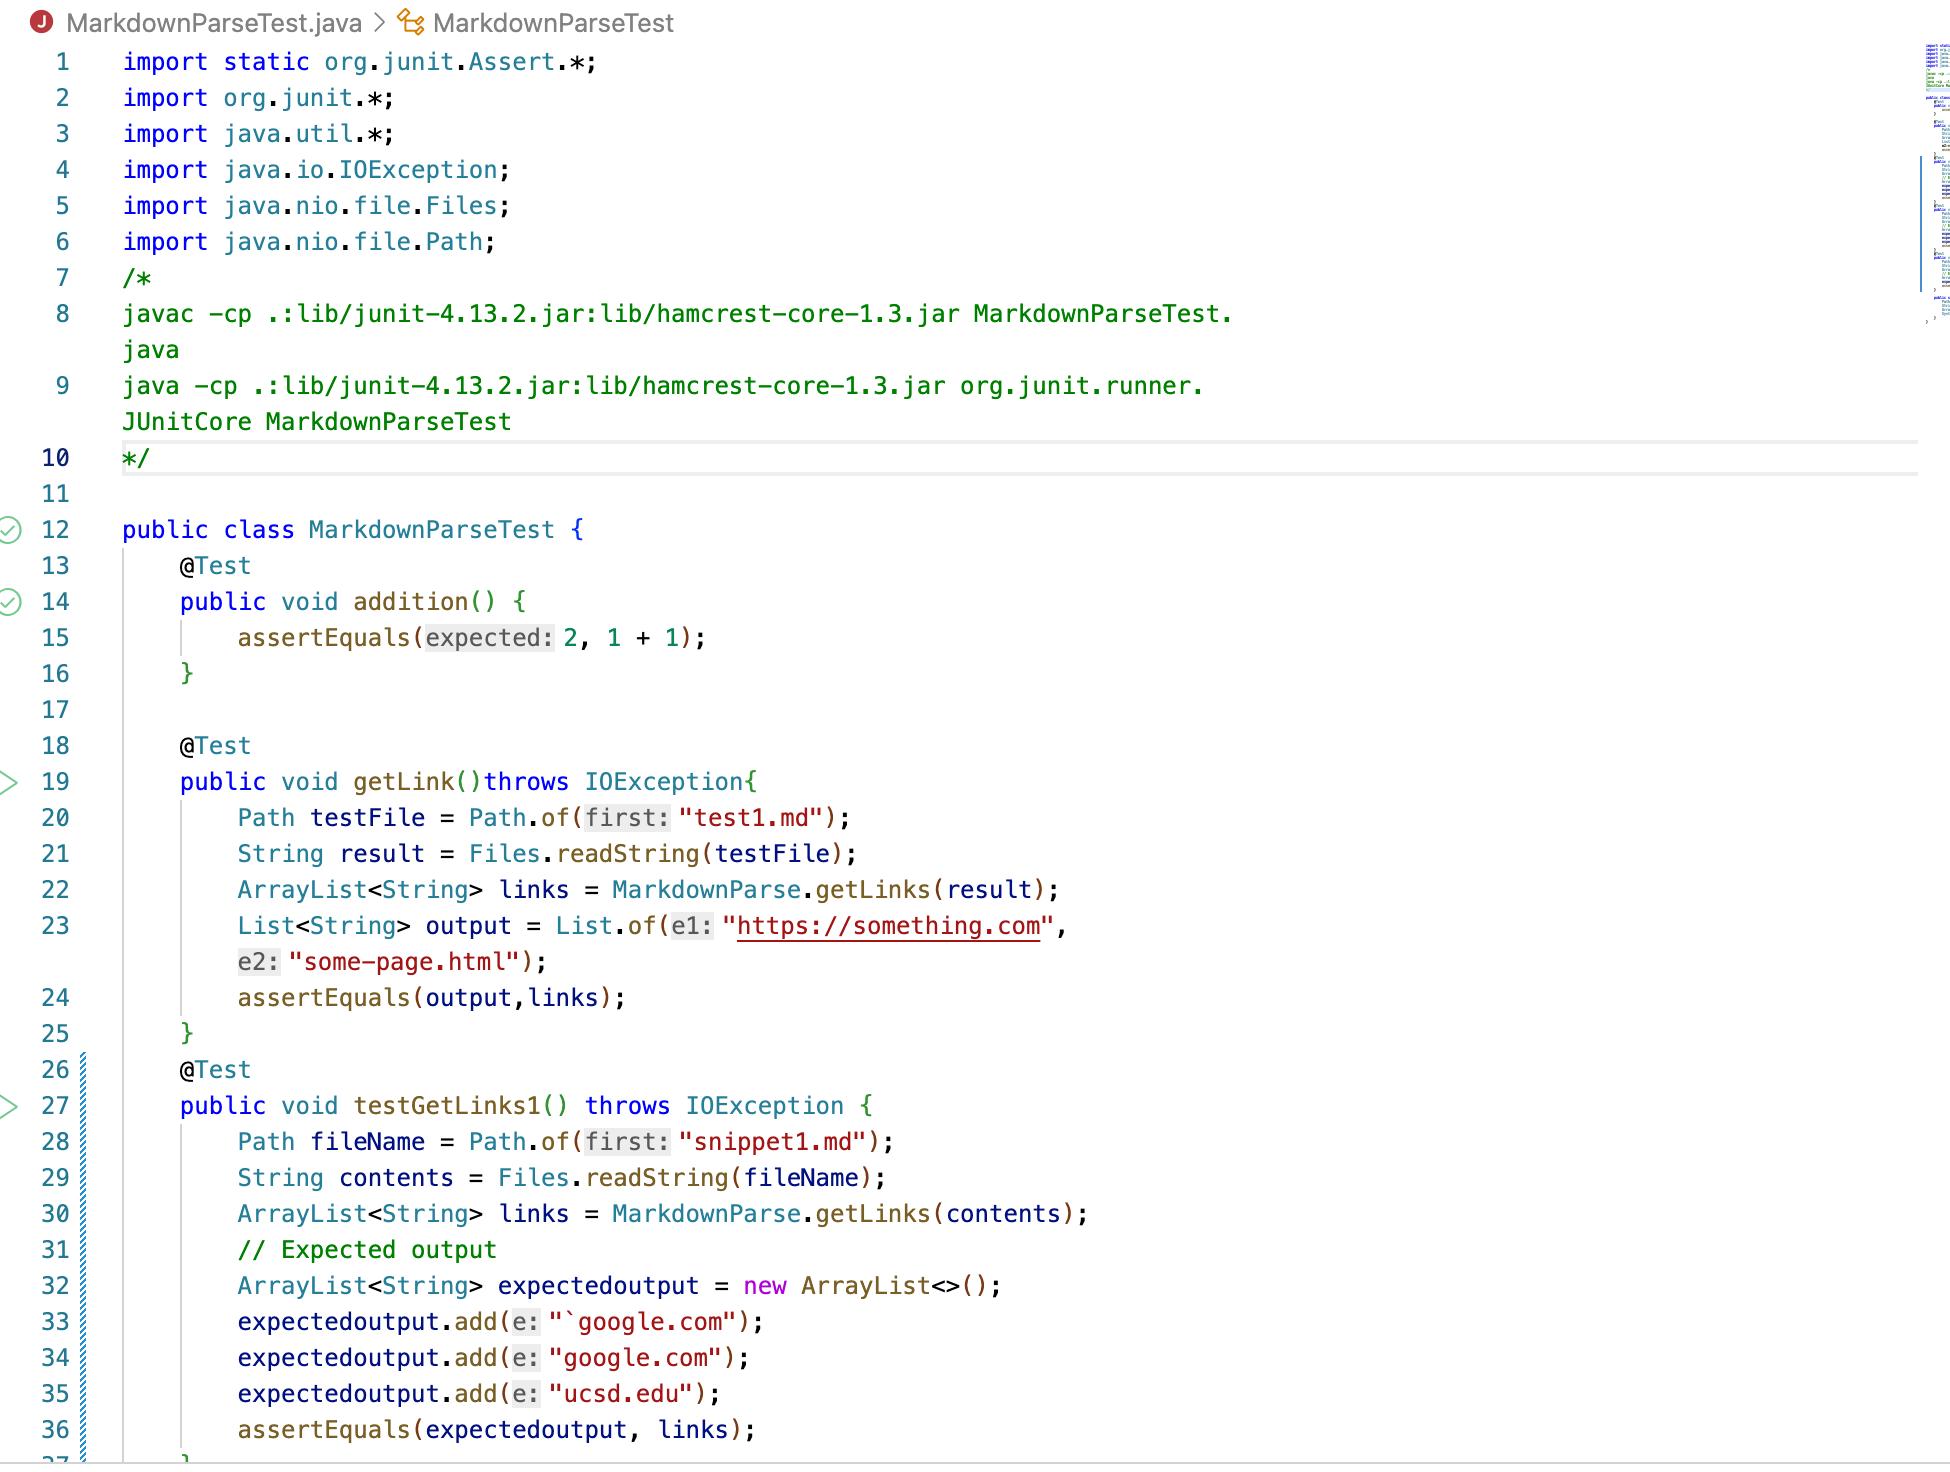 MarkdownParseTest.java > MarkdownParseTest
1 import static org.junit.Assert.*;
2 import org.junit.*;
3 import java.util.*;
4 import java.io.IOException;
5 import java.nio.file.Files;
6 import java.nio.file.Path;
7 /*
8 javac -cp .:lib/junit-4.13.2.jar:lib/hamcrest-core-1.3.jar MarkdownParseTest.
java
9 java -cp .:lib/junit-4.13.2.jar:lib/hamcrest-core-1.3.jar org.junit.runner.
JUnitCore MarkdownParseTest
10 */
11
12 public class MarkdownParseTest {
13 @Test
14 public void addition() {
15 assertEquals(expected: 2, 1 + 1);
16 }
17
18 @Test
19 public void getLink()throws IOException{
20 Path testFile = Path.of(first: "test1.md");
21 String result = Files.readString(testFile);
22 ArrayList<String> links = MarkdownParse.getLinks(result);
23 List<String> output = List.of(e1: "https://something.com",
e2: "some-page.html");
24 assertEquals(output,links);
25 }
26 @Test
27 public void testGetLinks1() throws IOException {
28 Path fileName = Path.of(first: "snippet1.md");
29 String contents = Files.readString(fileName);
30 ArrayList<String> links = MarkdownParse.getLinks(contents);
31 // Expected output
32 ArrayList<String> expectedoutput = new ArrayList<>();
33 expectedoutput.add(e: "`google.com");
34 expectedoutput.add(e: "google.com");
35 expectedoutput.add(e: "ucsd.edu");
36 assertEquals(expectedoutput, links);
37 }